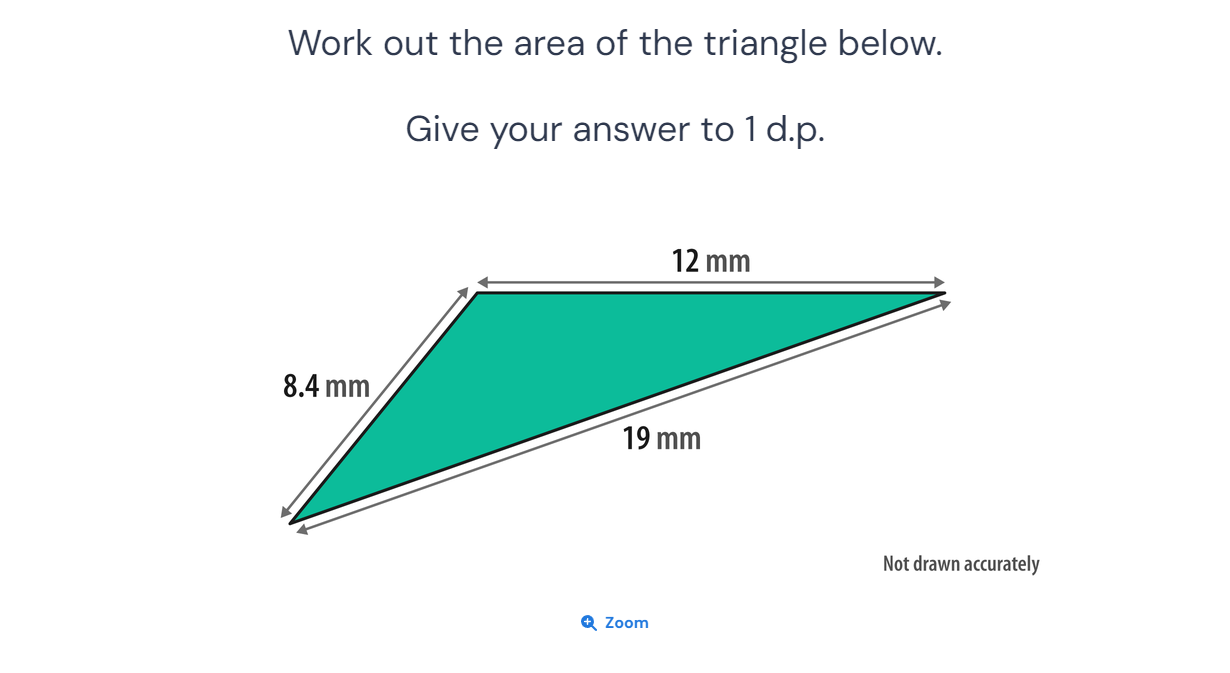 Work out the area of the triangle below.
Give your answer to 1 d.p.
12 mm
8.4 mm
19 mm
Not drawn accurately
Zoom